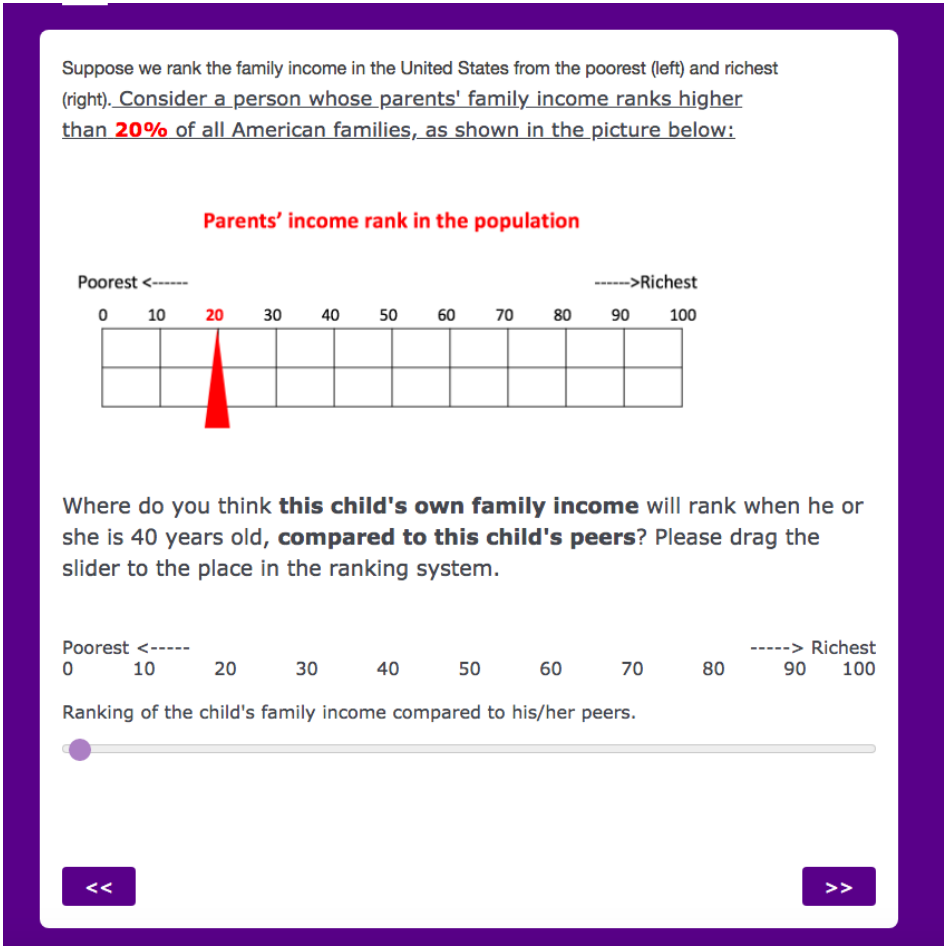 Suppose we rank the family income in the United States from the poorest (left) and richest
(right). Consider a person whose parents' family income ranks higher
than 20% of all American families, as shown in the picture below:
Parents’ income rank in the population
Poorest <------ ------>Richest
0 10 20 30 40 50 60 70 80 90 100
Where do you think this child's own family income will rank when he or
she is 40 years old, compared to this child's peers? Please drag the
slider to the place in the ranking system.
Poorest <----- -----> Richest
0 10 20 30 40 50 60 70 80 90 100
Ranking of the child's family income compared to his/her peers.
<< >>